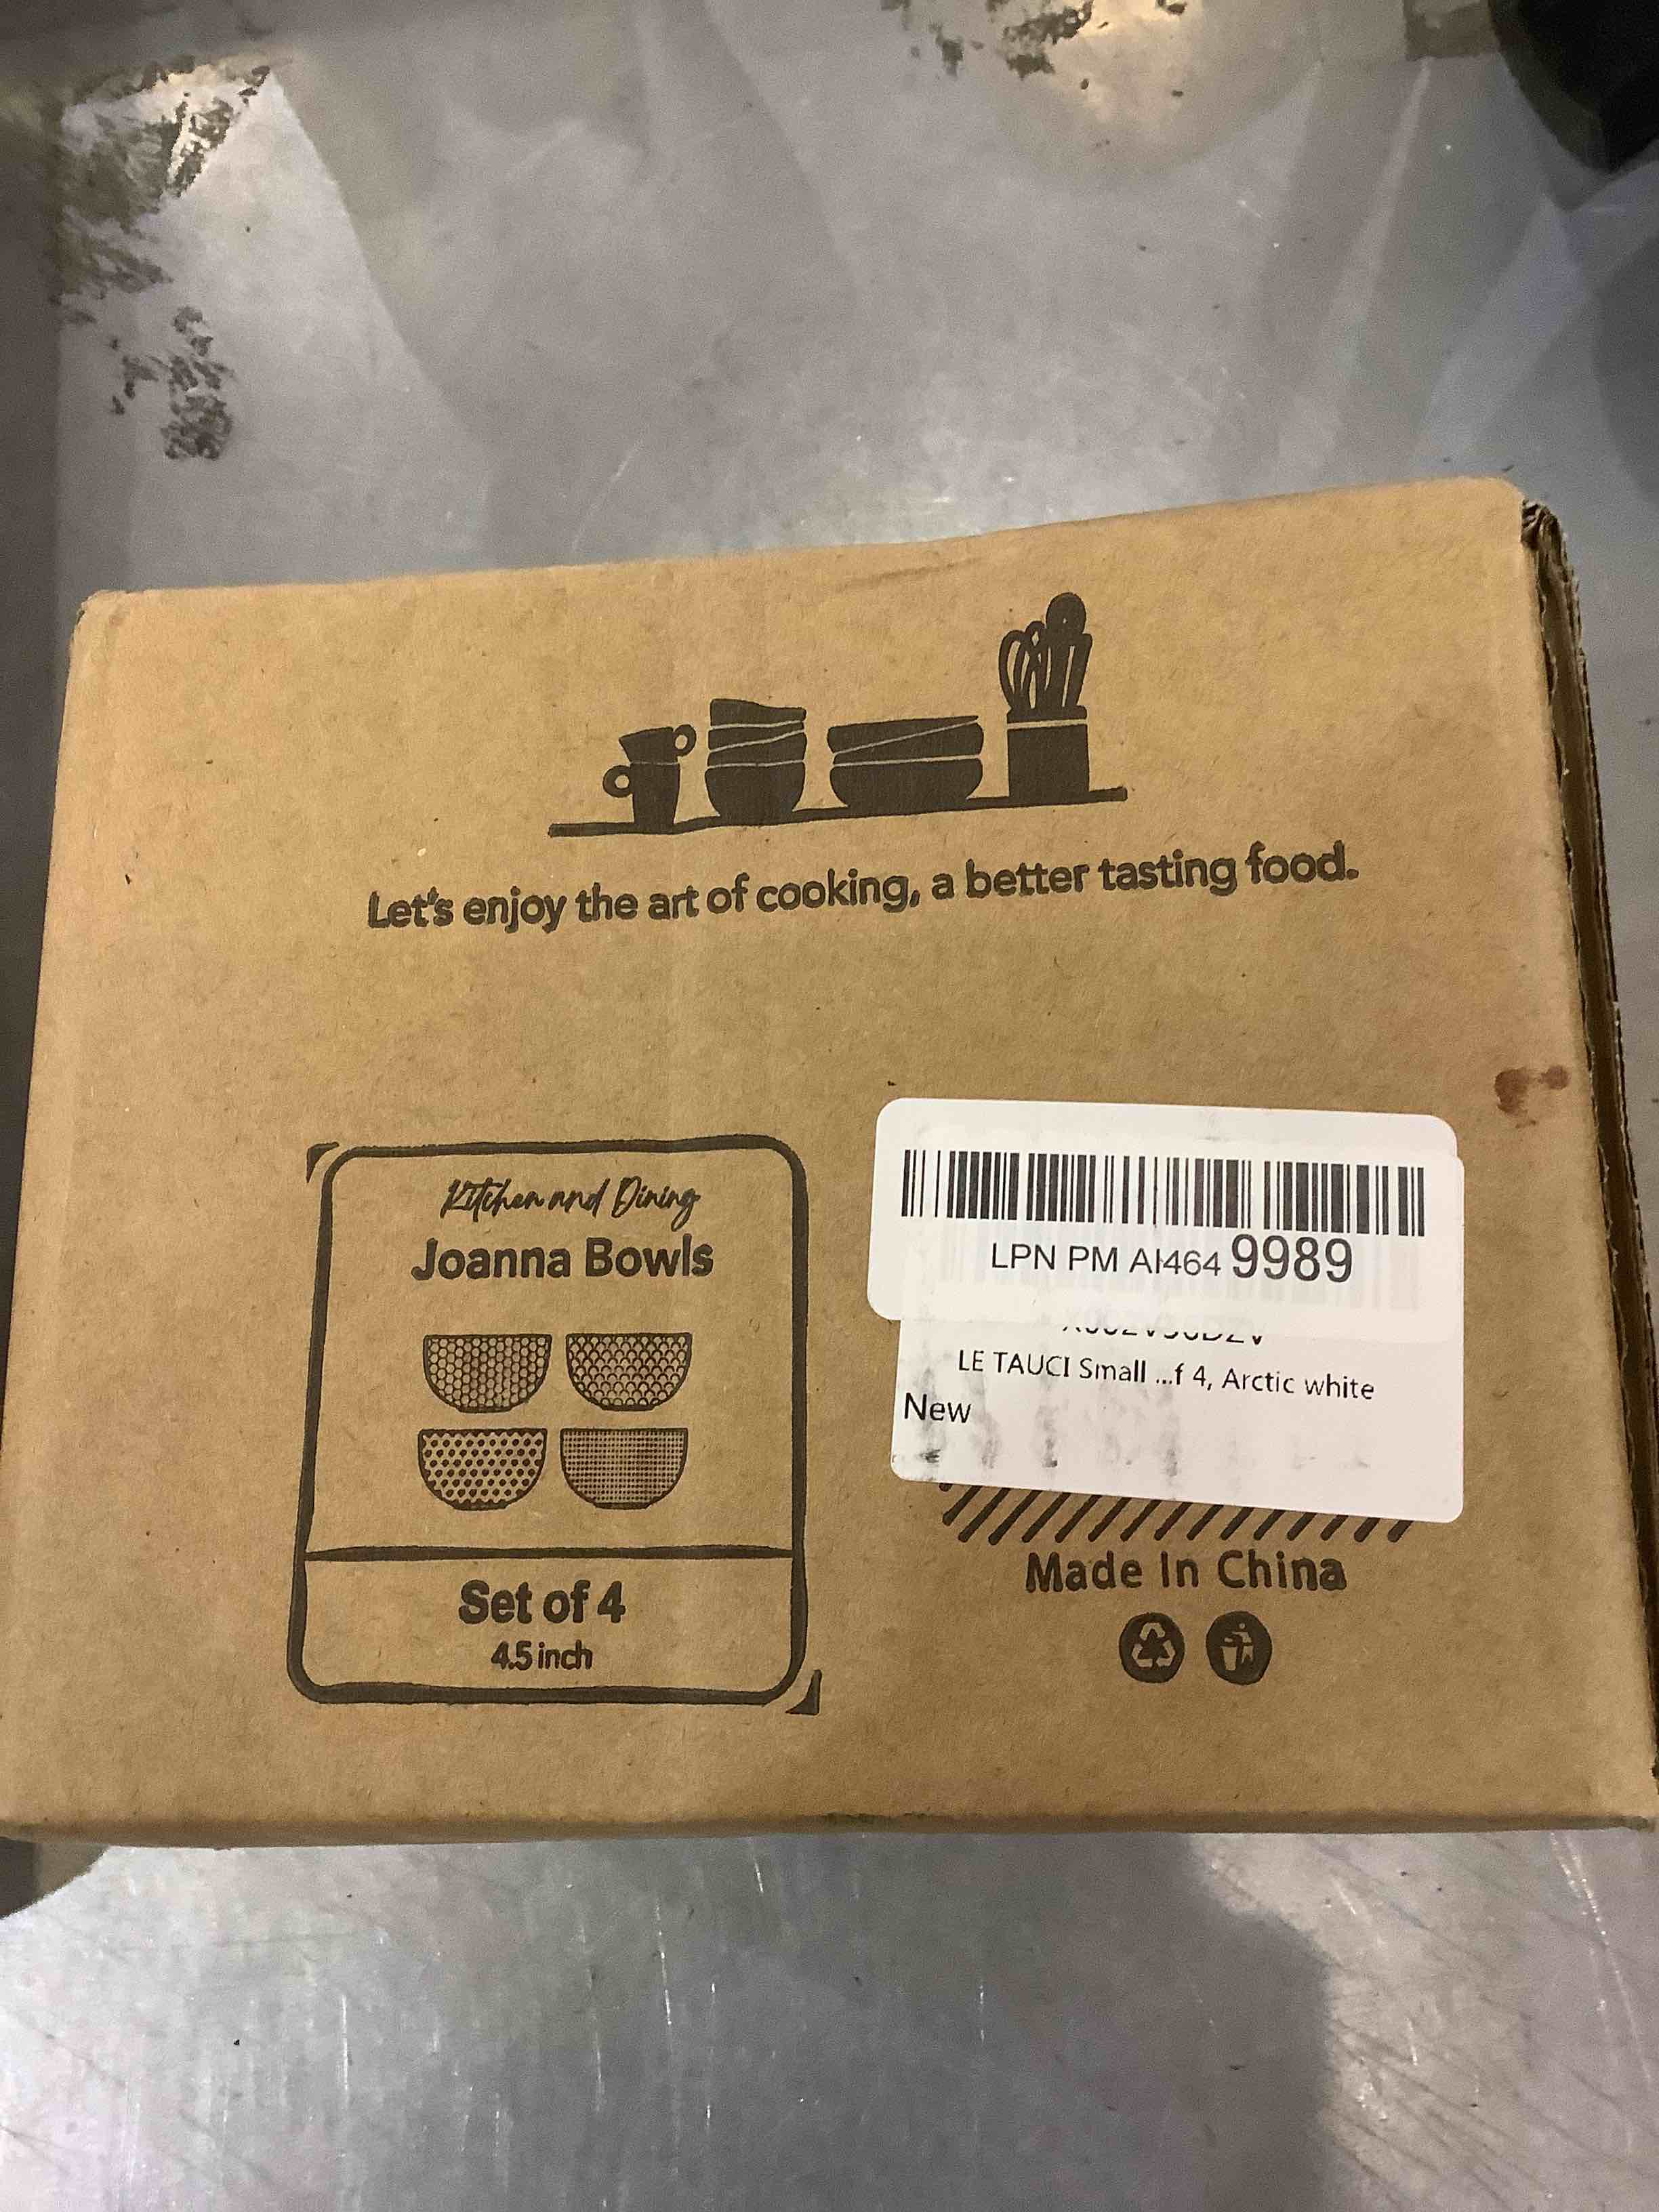 Let's enjoy the art of cooking, a better tasting food.
Kitchen and Dining
Joanna Bowls
Set of 4
4.5 inch
LPN PM AI464 9989
LE TAUCI Small ...f 4, Arctic white
New
Made In China